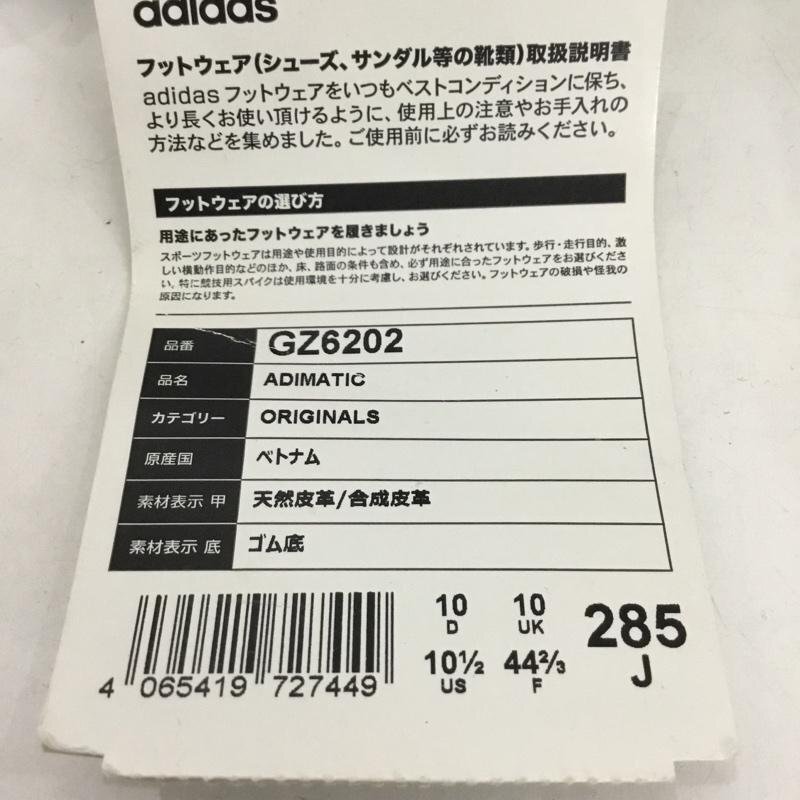 adidas
フットウェア(シューズ、サンダル等の靴類)取扱説明書
adidas フットウェアをいつもベストコンディションに保ち、
より長くお使い頂けるように、使用上の注意やお手入れの
方法などを集めました。ご使用前に必ずお読みください。
フットウェアの選び方
用途にあったフットウェアを履きましょう
スポーツフットウェアは用途や使用目的によって設計がそれぞれされています。歩行・走行目的、激
しい横動作目的などのほか、床、路面の条件も含め、必ず用途に合ったフットウェアをお選びくださ
い。特に競技用スパイクは使用環境を十分に考慮し、お選びください。フットウェアの破損や怪我の
原因になります。
品番 GZ6202
品名 ADIMATIC
カテゴリー ORIGINALS
原産国 ベトナム
素材表示 甲 天然皮革/合成皮革
素材表示 底 ゴム底
10 10 285
D UK J
10½ 44⅔
US F
4 065419 727449